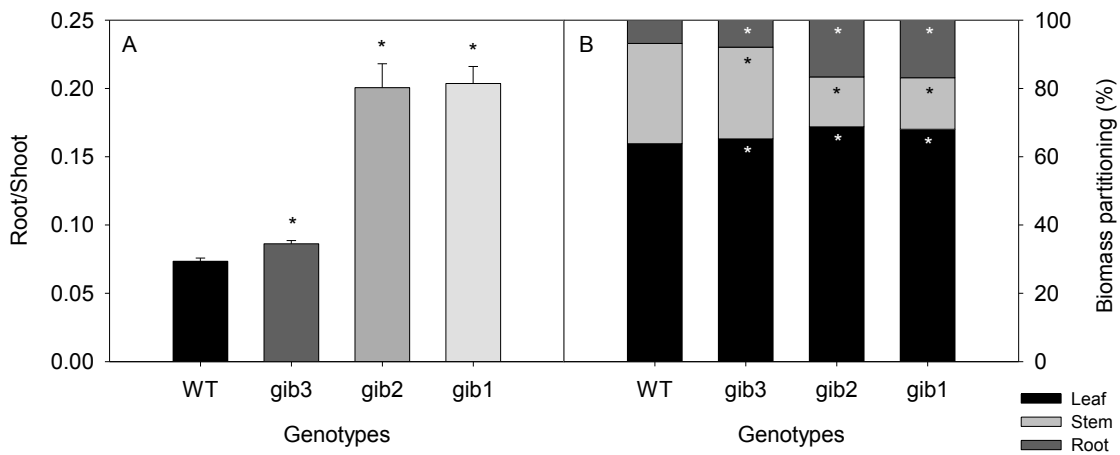 A
B
Root/Shoot
0.25
0.20
0.15
0.10
0.05
0.00
*
*
*
WT gib3 gib2 gib1
Genotypes
* * *
* * *
* * *
WT gib3 gib2 gib1
Genotypes
100
80
60
40
20
0
Biomass partitioning (%)
Leaf
Stem
Root